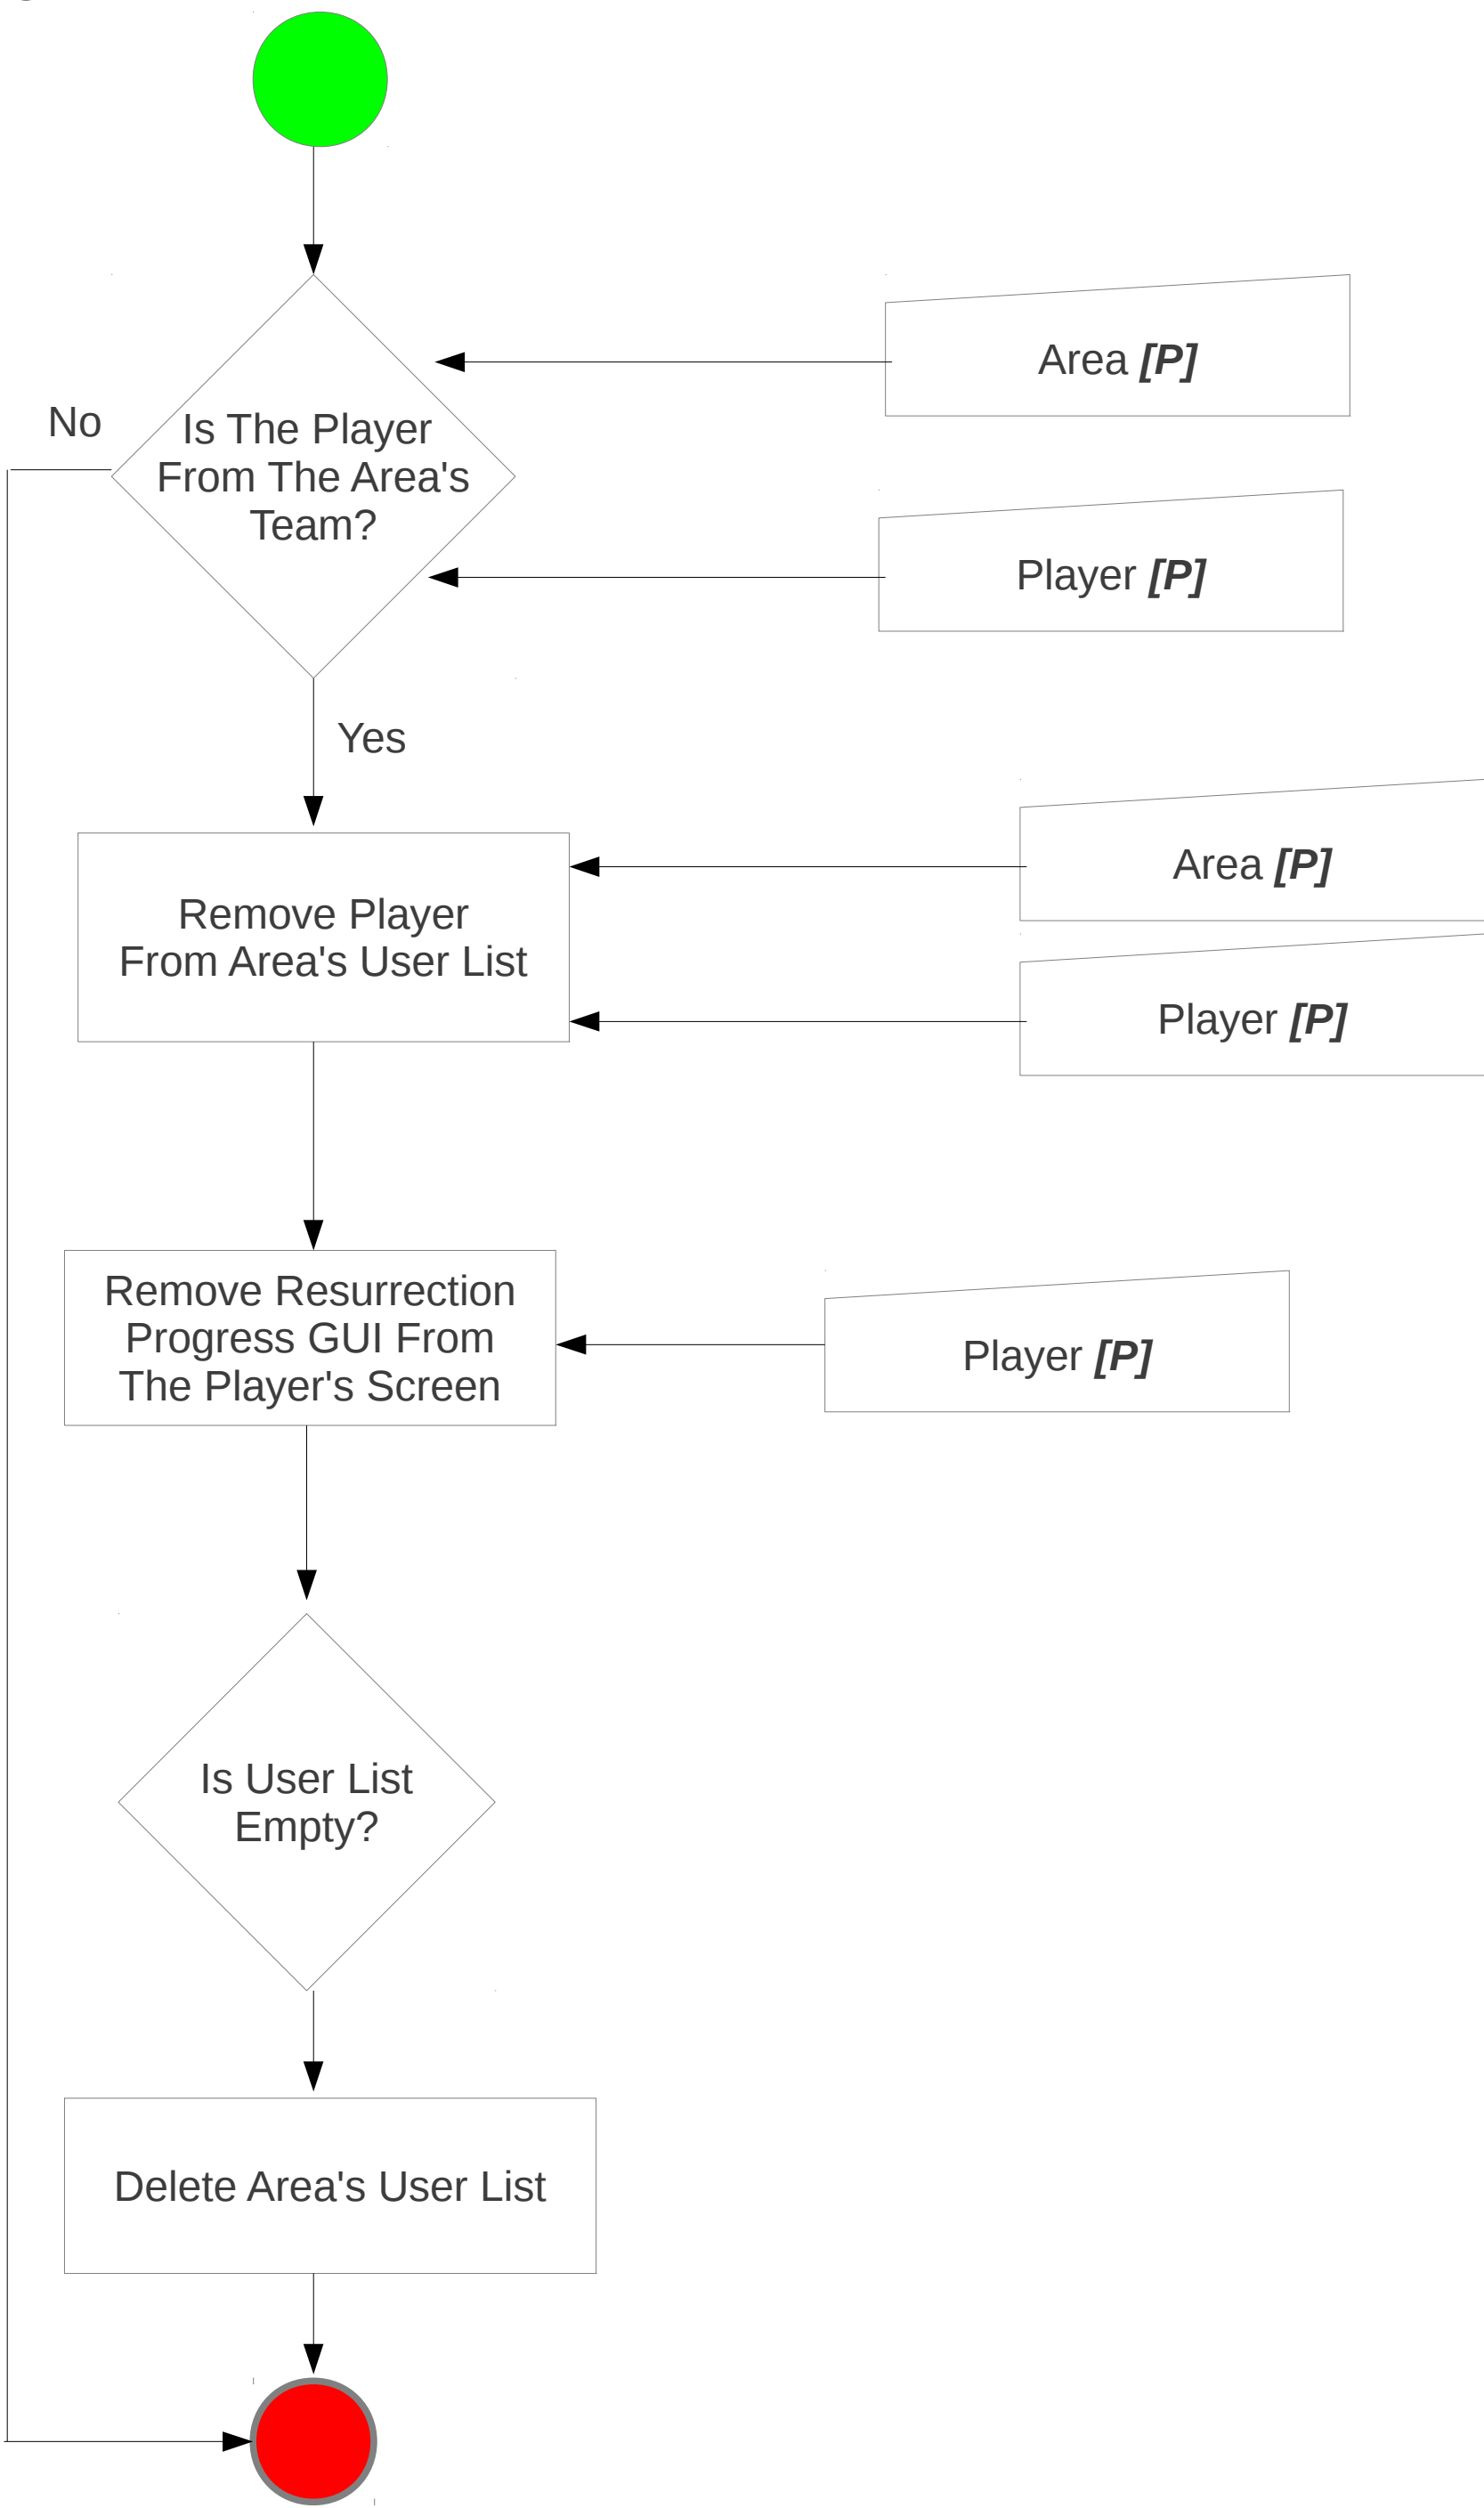 Area [P]
No
Is The Player
From The Area's
Team?
Player [P]
Yes
Area [P]
Remove Player
From Area's User List
Player [P]
Remove Resurrection
Progress GUI From
The Player's Screen
Player [P]
Is User List
Empty?
Delete Area's User List